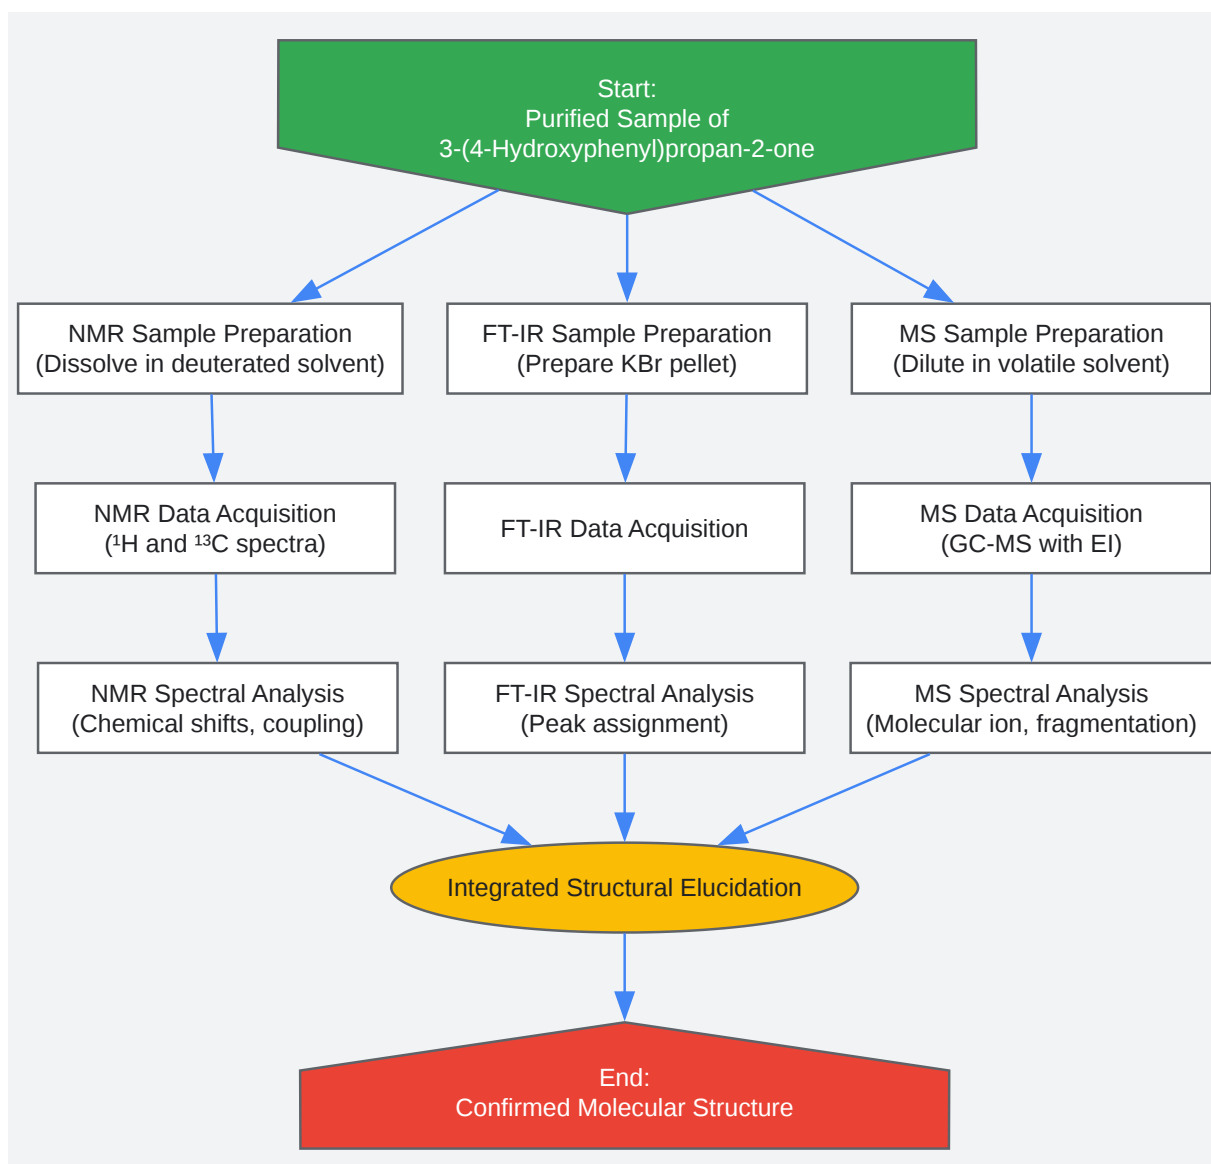 Start:
Purified Sample of
3-(4-Hydroxyphenyl)propan-2-one
NMR Sample Preparation
(Dissolve in deuterated solvent)
FT-IR Sample Preparation
(Prepare KBr pellet)
MS Sample Preparation
(Dilute in volatile solvent)
NMR Data Acquisition
(¹H and ¹³C spectra)
FT-IR Data Acquisition
MS Data Acquisition
(GC-MS with EI)
NMR Spectral Analysis
(Chemical shifts, coupling)
FT-IR Spectral Analysis
(Peak assignment)
MS Spectral Analysis
(Molecular ion, fragmentation)
Integrated Structural Elucidation
End:
Confirmed Molecular Structure